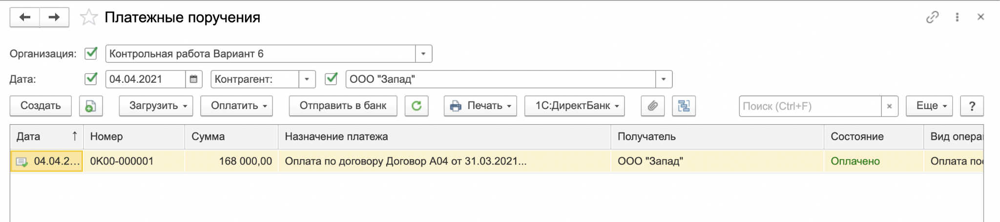 Платежные поручения
Организация: Контрольная работа Вариант 6
Дата: 04.04.2021 Контрагент: ООО "Запад"
Создать Загрузить Оплатить Отправить в банк Печать 1С:ДиректБанк Поиск (Ctrl+F) × Еще ?
Дата ↑ Номер Сумма Назначение платежа Получатель Состояние Вид опера
04.04.2... 0К00-000001 168 000,00 Оплата по договору Договор А04 от 31.03.2021... ООО "Запад" Оплачено Оплата пос